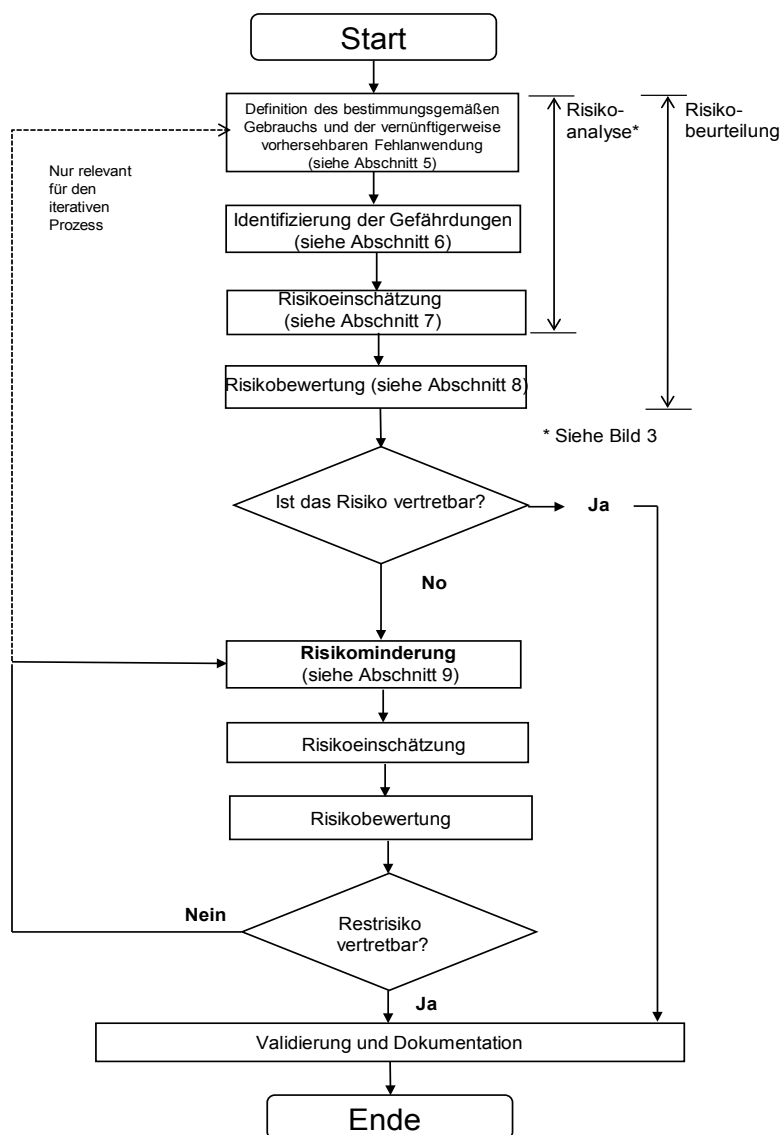 Start
Definition des bestimmungsgemäßen
Gebrauchs und der vernünftigerweise
vorhersehbaren Fehlanwendung
(siehe Abschnitt 5)
Risiko-
analyse*
Risiko-
beurteilung
Nur relevant
für den
iterativen
Prozess
Identifizierung der Gefährdungen
(siehe Abschnitt 6)
Risikoeinschätzung
(siehe Abschnitt 7)
Risikobewertung (siehe Abschnitt 8)
* Siehe Bild 3
Ist das Risiko vertretbar?
Ja
No
Risikominderung
(siehe Abschnitt 9)
Risikoeinschätzung
Risikobewertung
Nein
Restrisiko
vertretbar?
Ja
Validierung und Dokumentation
Ende